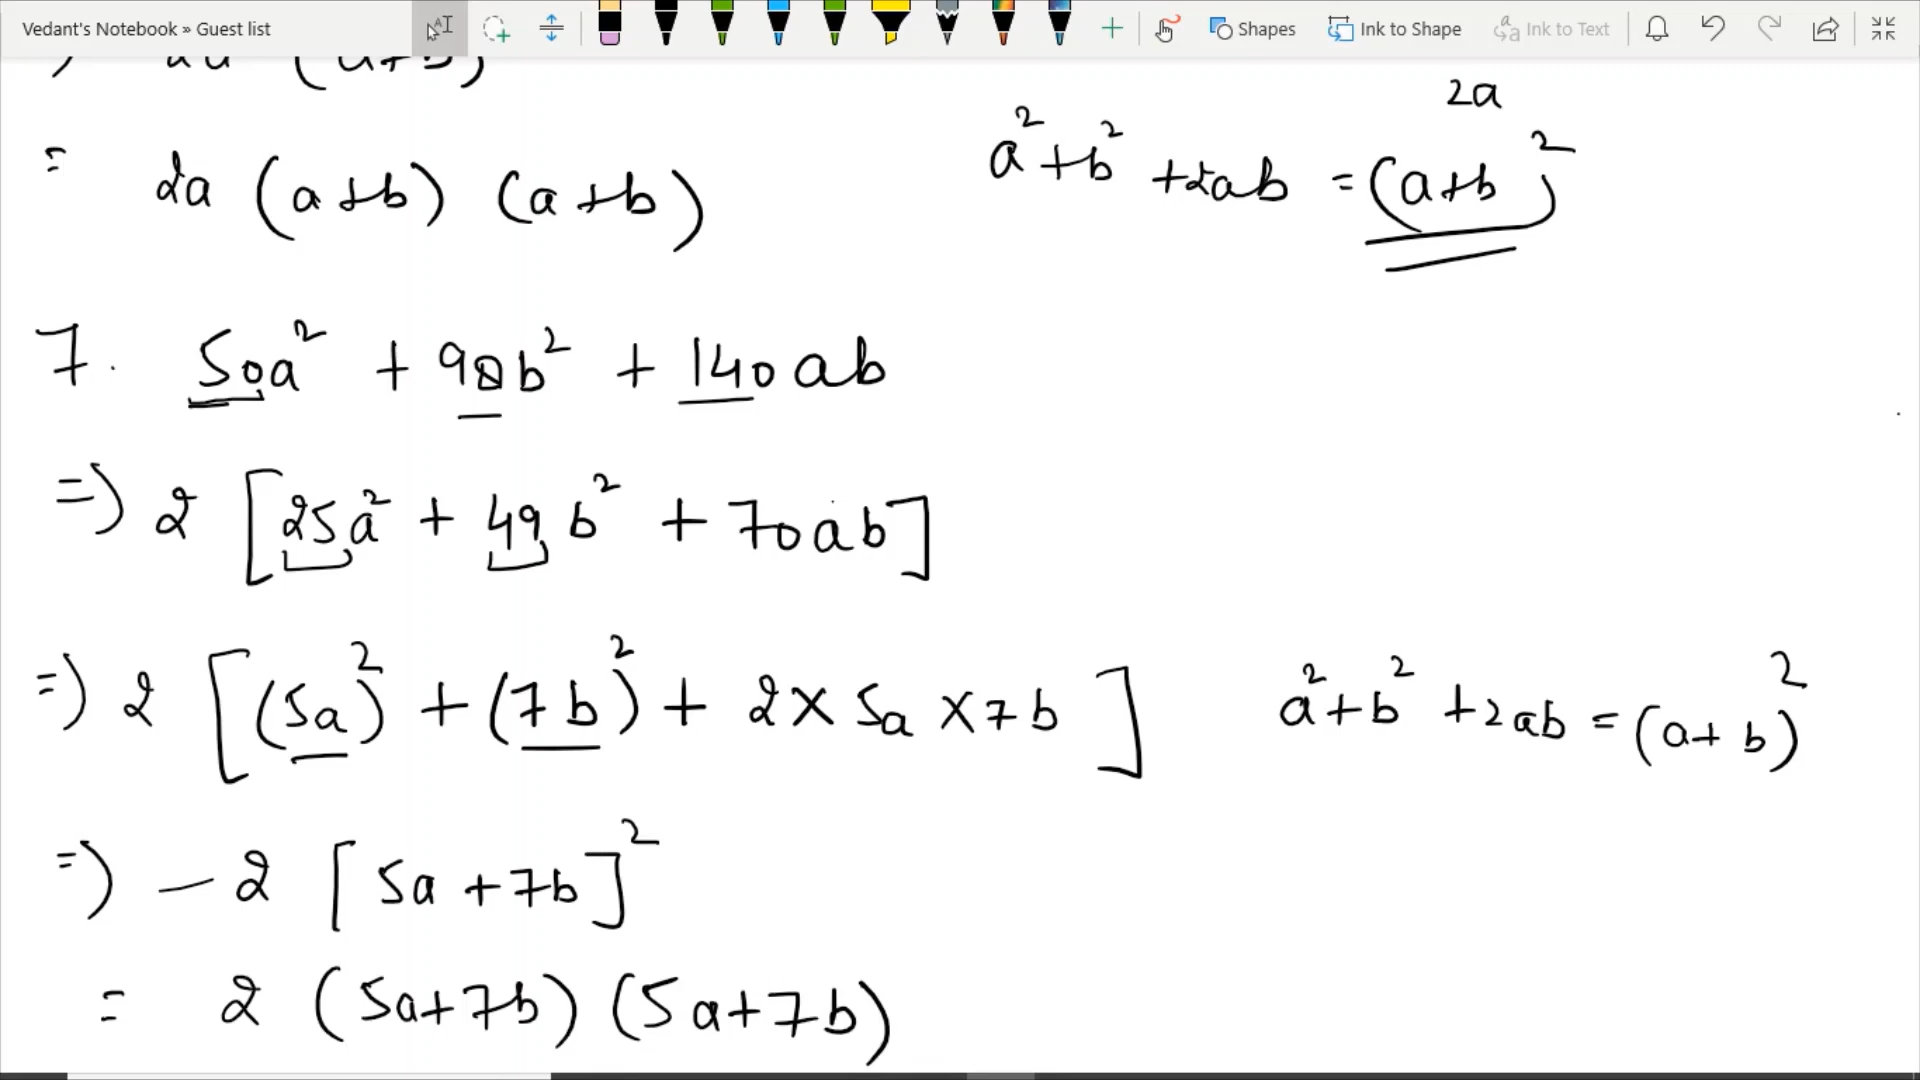 Vedant's Notebook » Guest list
Shapes
Ink to Shape
Ink to Text
(a+b)
= 2a (a+b) (a+b)
2a
a² + b² + 2ab = (a+b)²
7. 50a² + 98b² + 140ab
=> 2 [25a² + 49b² + 70ab]
=> 2 [(5a)² + (7b)² + 2 × 5a × 7b]
a² + b² + 2ab = (a+b)²
=> – 2 [5a + 7b]²
= 2 (5a+7b) (5a+7b)